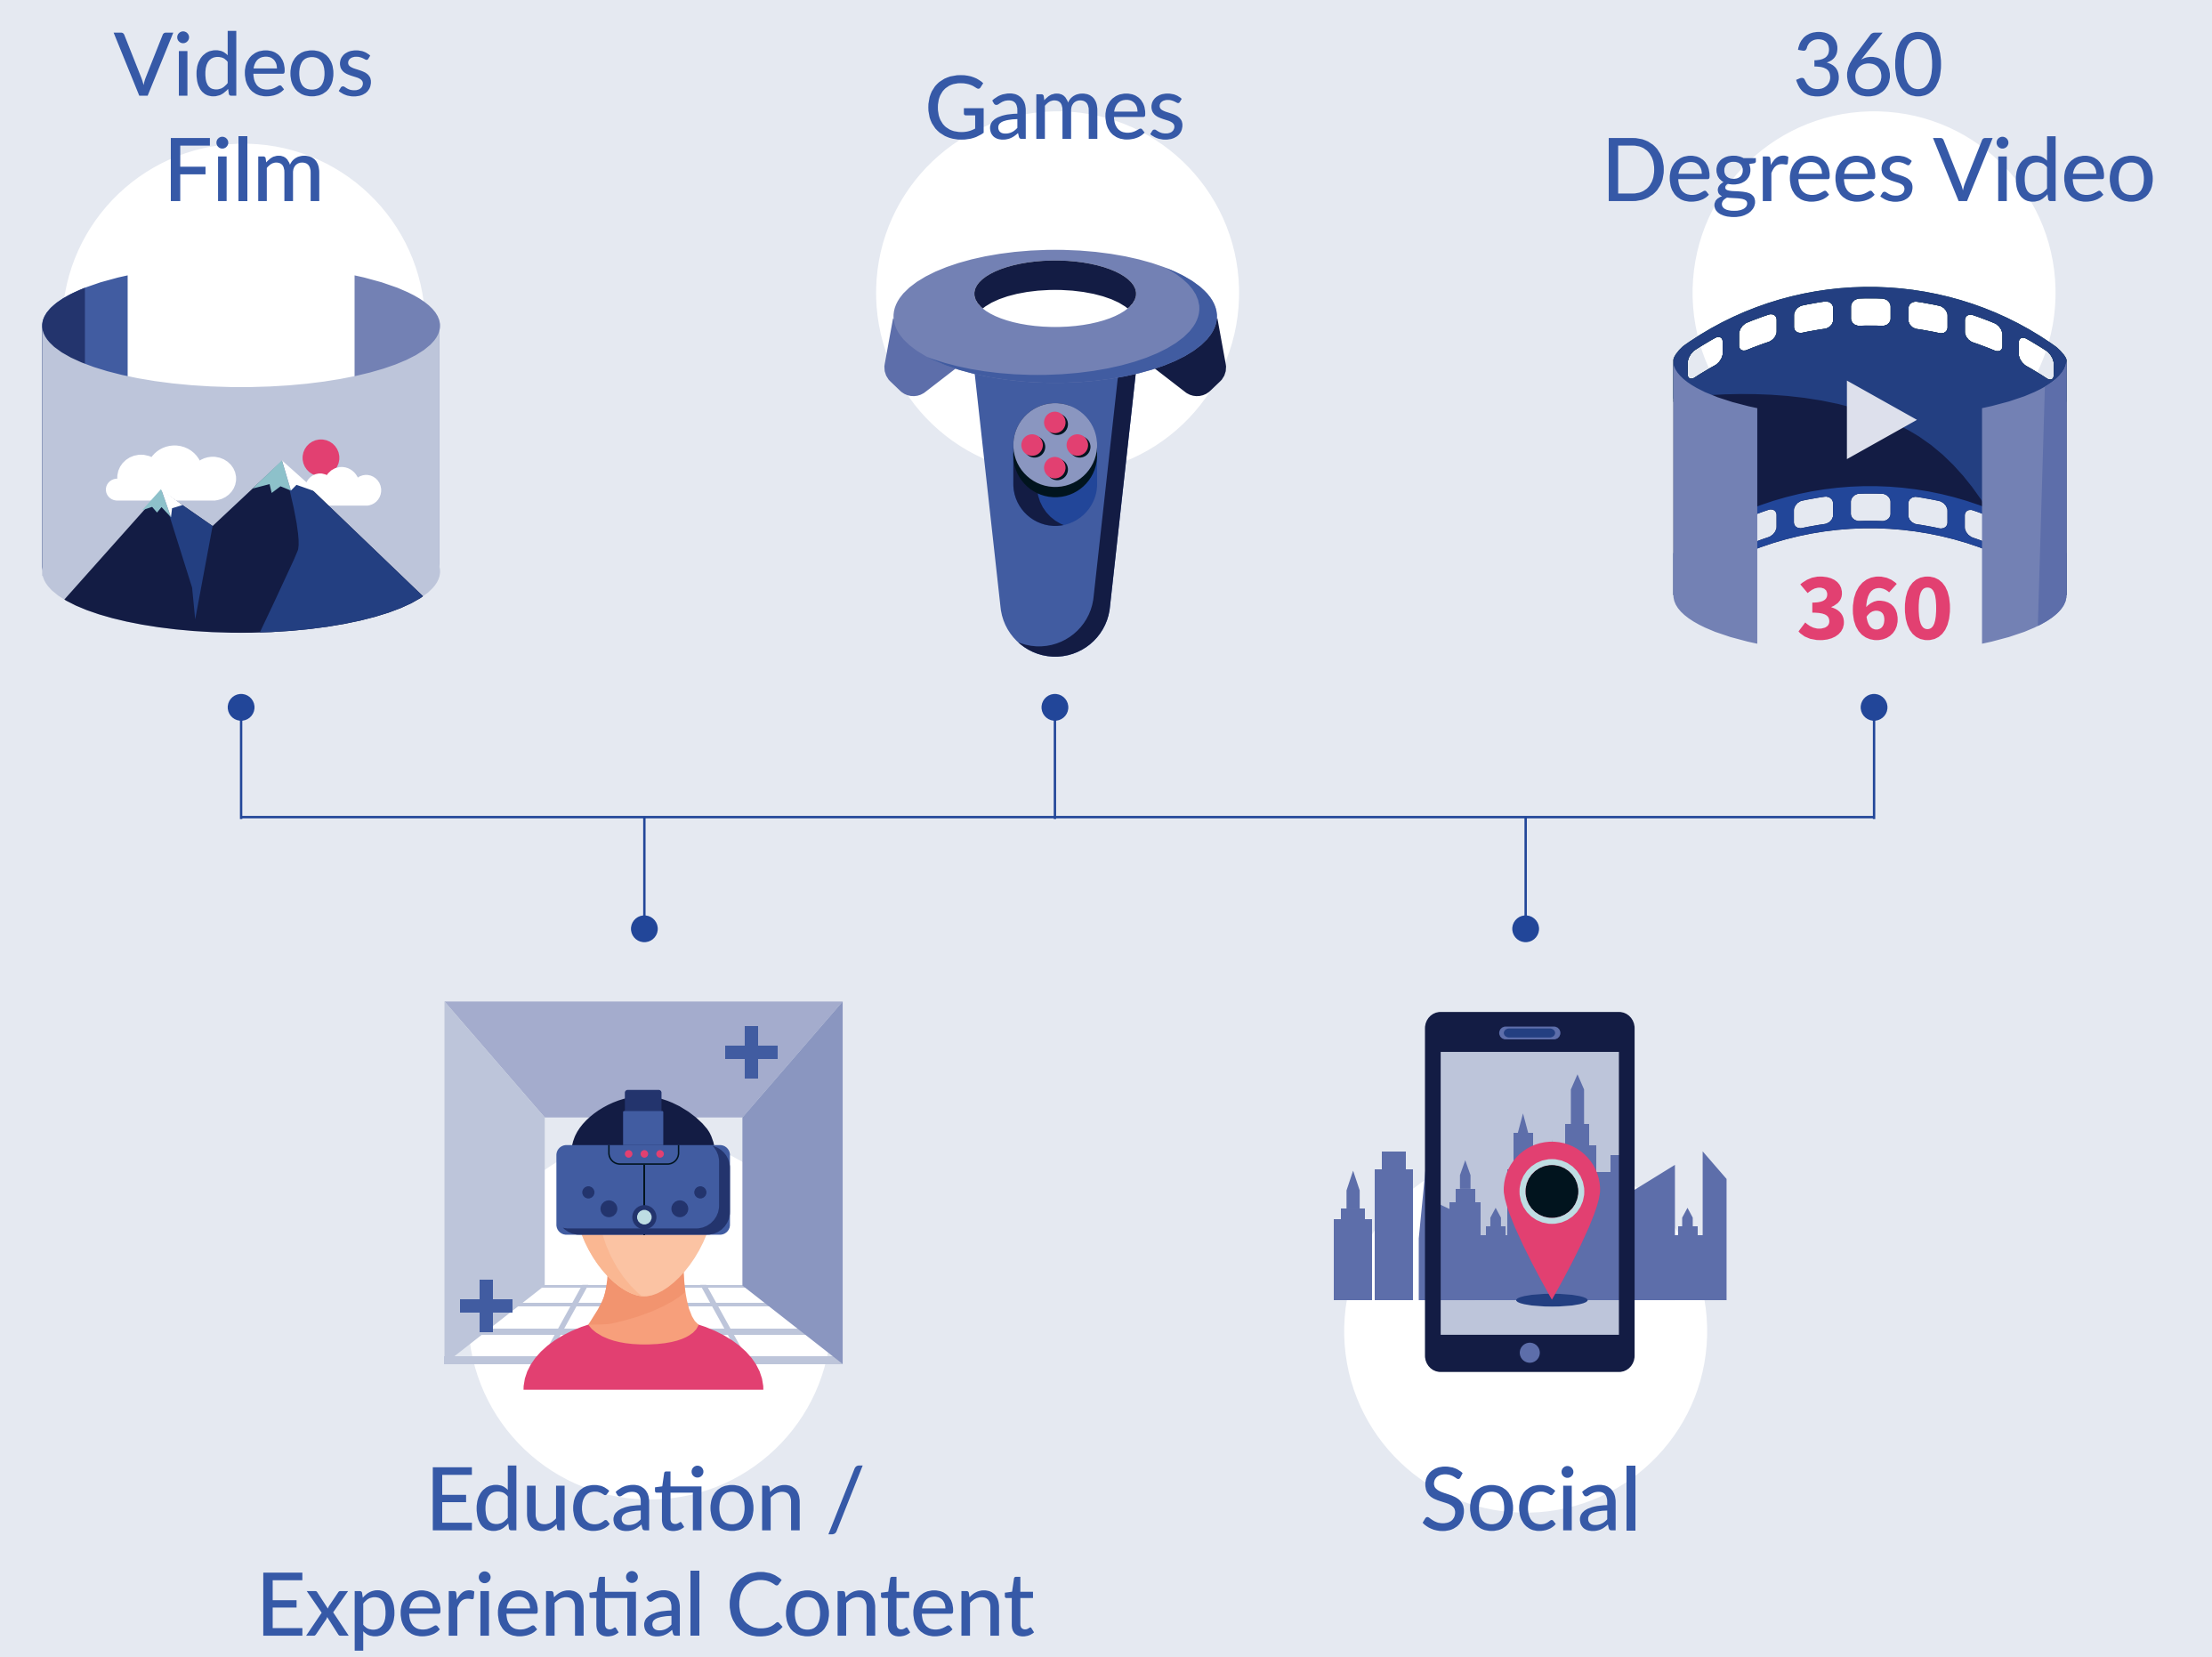 Videos
Film
Games
360
Degrees Video
360
Education /
Experiential Content
Social